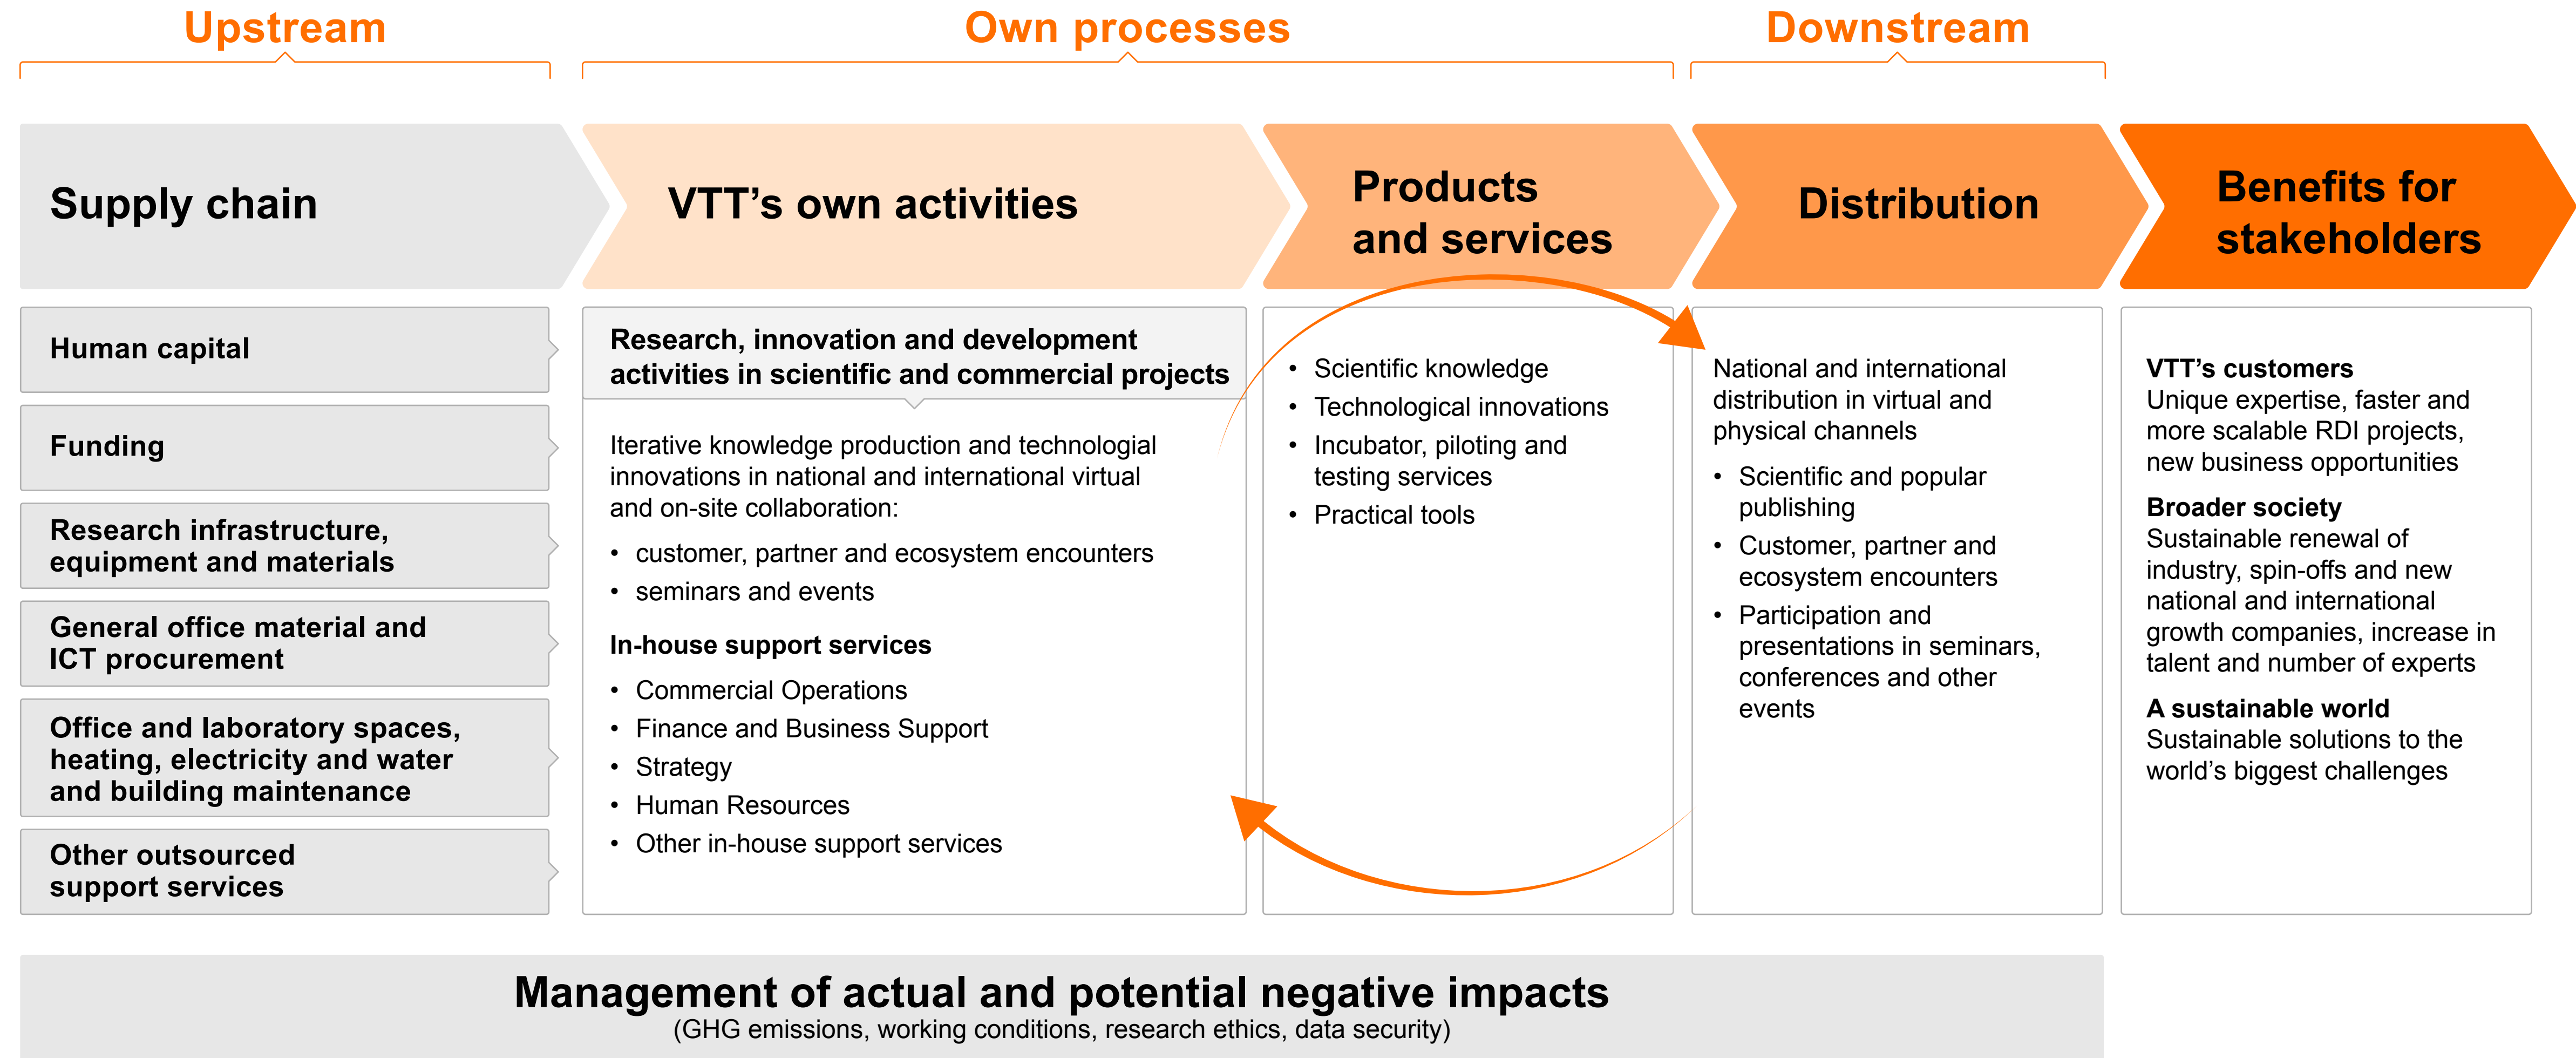 Upstream
Own processes
Downstream
Supply chain
VTT’s own activities
Products
and services
Distribution
Benefits for
stakeholders
Human capital
Funding
Research infrastructure,
equipment and materials
General office material and
ICT procurement
Office and laboratory spaces,
heating, electricity and water
and building maintenance
Other outsourced
support services
Research, innovation and development
activities in scientific and commercial projects
Iterative knowledge production and technologial
innovations in national and international virtual
and on-site collaboration:
• customer, partner and ecosystem encounters
• seminars and events
In-house support services
• Commercial Operations
• Finance and Business Support
• Strategy
• Human Resources
• Other in-house support services
• Scientific knowledge
• Technological innovations
• Incubator, piloting and
testing services
• Practical tools
National and international
distribution in virtual and
physical channels
• Scientific and popular
publishing
• Customer, partner and
ecosystem encounters
• Participation and
presentations in seminars,
conferences and other
events
VTT’s customers
Unique expertise, faster and
more scalable RDI projects,
new business opportunities
Broader society
Sustainable renewal of
industry, spin-offs and new
national and international
growth companies, increase in
talent and number of experts
A sustainable world
Sustainable solutions to the
world’s biggest challenges
Management of actual and potential negative impacts
(GHG emissions, working conditions, research ethics, data security)